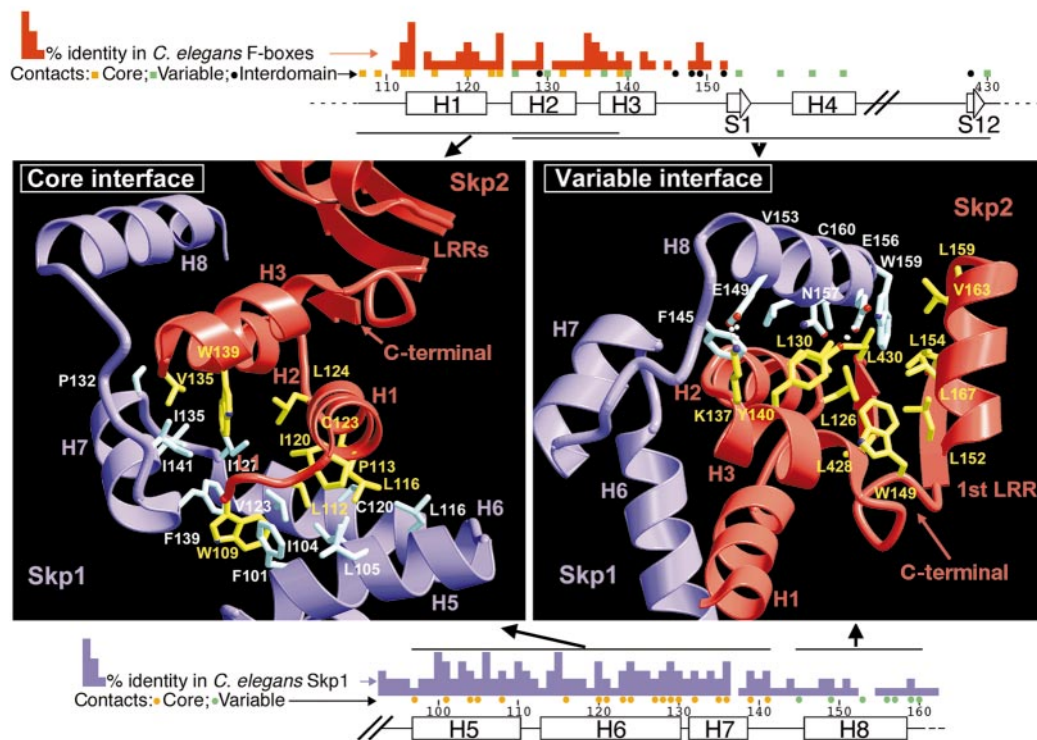 % identity in C. elegans F-boxes
Contacts: Core; Variable; Interdomain
110 120 130 140 150 430
H1 H2 H3 S1 H4 S12
Core interface
Skp2
LRRs
H8
H3
C-terminal
W139
V135
H2
L124
H1
P132
I135
C123
H7
I120
P113
I141
I127
L116
V123
L112
C120
L116
H6
F139
W109
I104
Skp1
F101
L105
H5
Variable interface
V153
C160
Skp2
H8
E156
W159
L159
E149
N157
V163
H7
F145
L130
L154
L430
H2
L167
K137
Y140
L126
H3
L428
L152
H6
W149
1st LRR
Skp1
C-terminal
H1
% identity in C. elegans Skp1
Contacts: Core; Variable
100 110 120 130 140 150 160
H5 H6 H7 H8